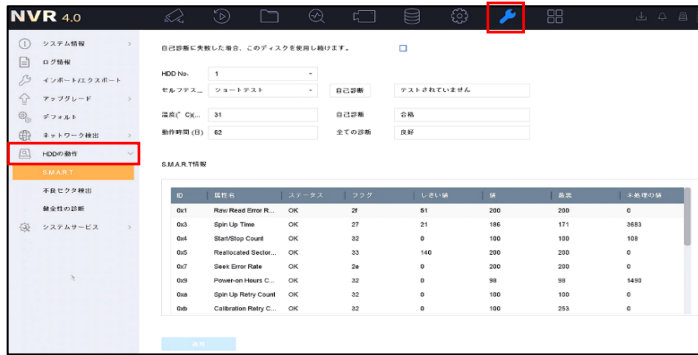 NVR 4.0
システム情報
ログ情報
インポート/エクスポート
アップグレード
デフォルト
ネットワーク検出
HDDの動作
S.M.A.R.T
不良セクタ検出
健全性の診断
システムサービス
自己診断に失敗した場合、このディスクを使用し続けます。
HDD No. 1
セルフテス... ショートテスト 自己診断 テストされていません
温度(° C)(... 31 自己診断 合格
動作時間 (日) 62 全ての診断 良好
S.M.A.R.T情報
ID 属性名 ステータス フラグ しきい値 値 最悪 未処理の値
0x1 Raw Read Error R... OK 2f 51 200 200 0
0x3 Spin Up Time OK 27 21 186 171 3683
0x4 Start/Stop Count OK 32 0 100 100 108
0x5 Reallocated Sector... OK 33 140 200 200 0
0x7 Seek Error Rate OK 2e 0 200 200 0
0x9 Power-on Hours C... OK 32 0 98 98 1493
0xa Spin Up Retry Count OK 32 0 100 100 0
0xb Calibration Retry C... OK 32 0 100 253 0